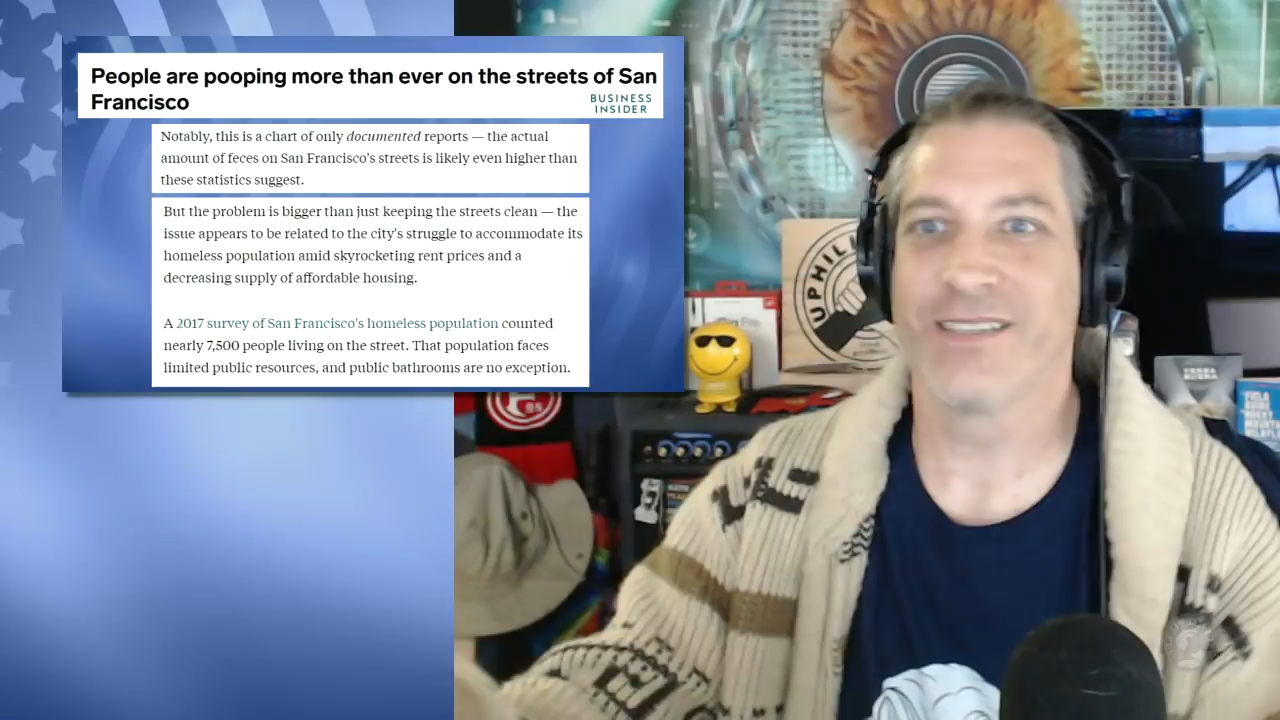 People are pooping more than ever on the streets of San
Francisco
BUSINESS
INSIDER
Notably, this is a chart of only documented reports — the actual
amount of feces on San Francisco's streets is likely even higher than
these statistics suggest.
But the problem is bigger than just keeping the streets clean — the
issue appears to be related to the city's struggle to accommodate its
homeless population amid skyrocketing rent prices and a
decreasing supply of affordable housing.
A 2017 survey of San Francisco's homeless population counted
nearly 7,500 people living on the street. That population faces
limited public resources, and public bathrooms are no exception.
UPHILL
F
95